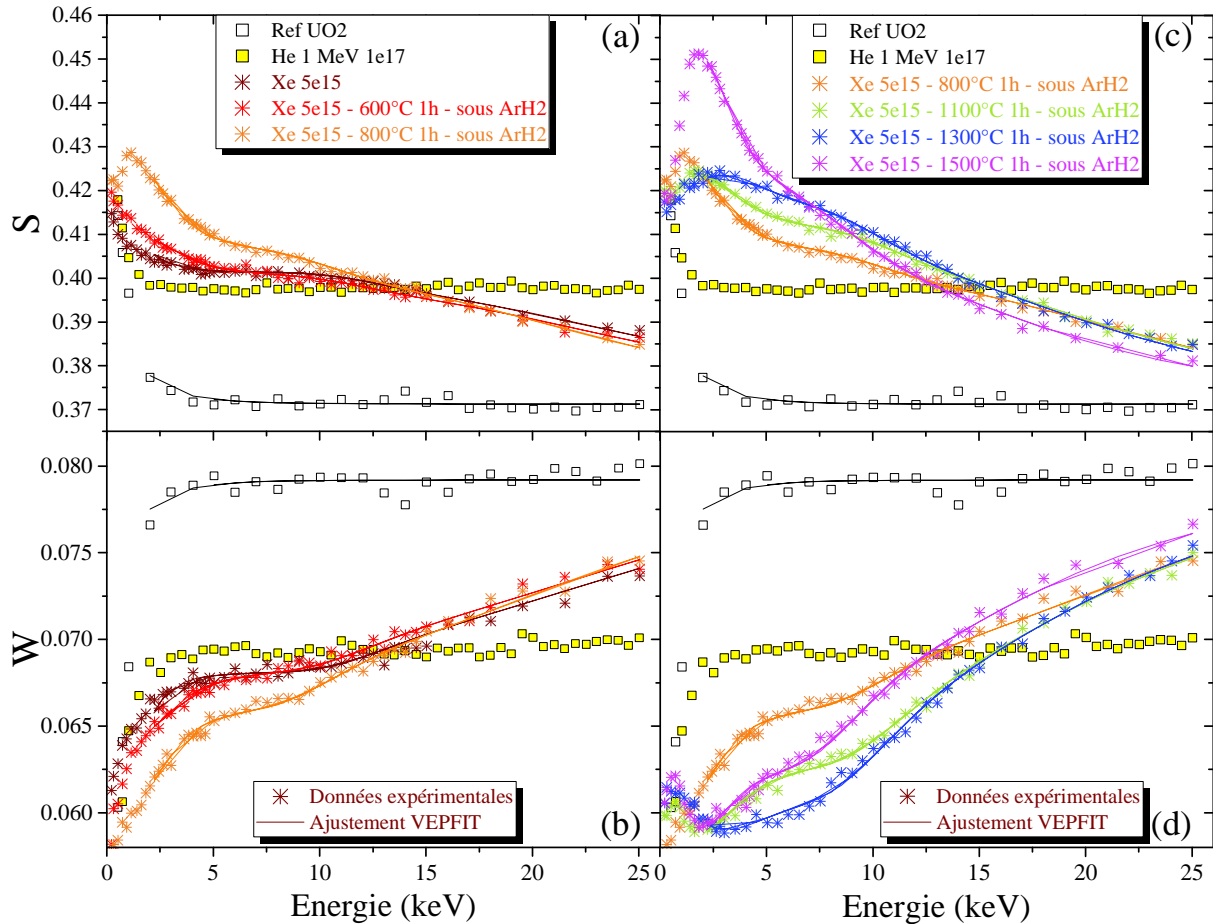 0.46
0.45
0.44
0.43
0.42
0.41
0.40
0.39
0.38
0.37
S
Ref UO2
He 1 MeV 1e17
Xe 5e15
Xe 5e15 - 600°C 1h - sous ArH2
Xe 5e15 - 800°C 1h - sous ArH2
(a)
Ref UO2
He 1 MeV 1e17
Xe 5e15 - 800°C 1h - sous ArH2
Xe 5e15 - 1100°C 1h - sous ArH2
Xe 5e15 - 1300°C 1h - sous ArH2
Xe 5e15 - 1500°C 1h - sous ArH2
(c)
0.080
0.075
0.070
0.065
0.060
W
Données expérimentales
Ajustement VEPFIT
(b)
Données expérimentales
Ajustement VEPFIT
(d)
0 5 10 15 20 25
0 5 10 15 20 25
Energie (keV)
Energie (keV)